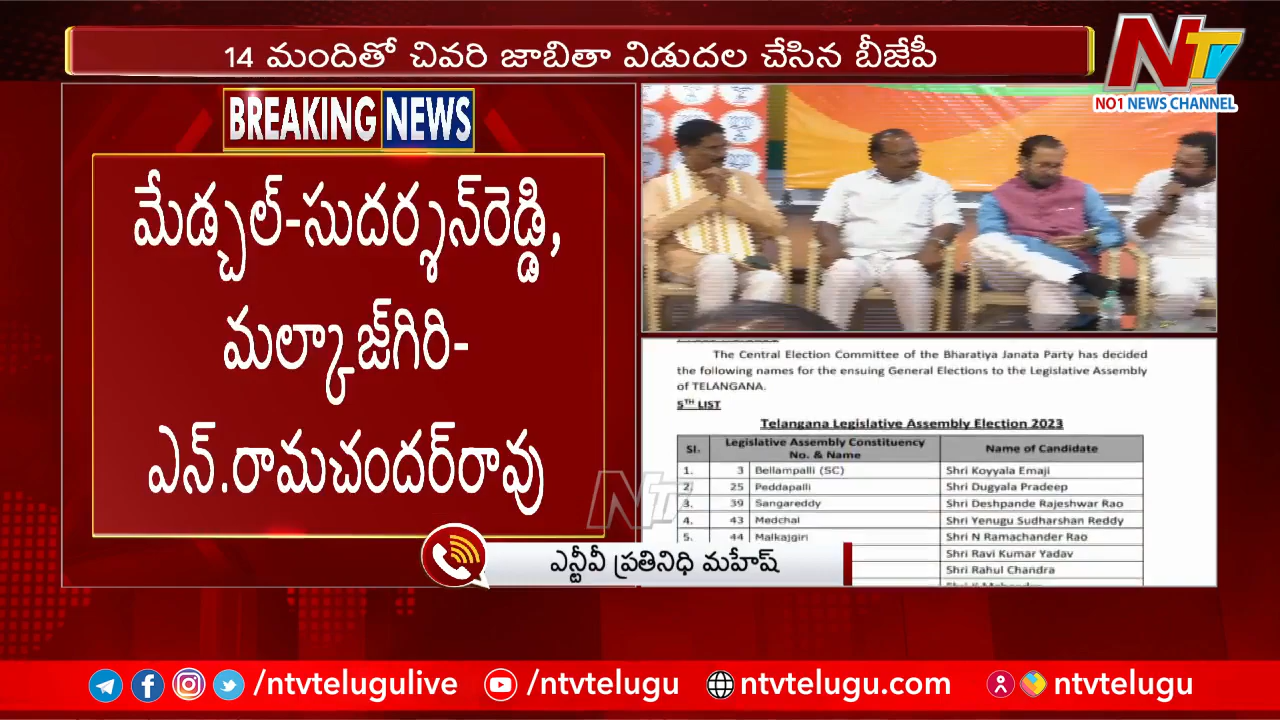 14 మందితో చివరి జాబితా విడుదల చేసిన బీజేపీ
NTV
NO1 NEWS CHANNEL
BREAKING NEWS
మేడ్చల్-సుదర్శన్‌రెడ్డి,
మల్కాజ్‌గిరి-
ఎన్.రామచందర్‌రావు
The Central Election Committee of the Bharatiya Janata Party has decided
the following names for the ensuing General Elections to the Legislative Assembly
of TELANGANA.
5TH LIST
Telangana Legislative Assembly Election 2023
Sl. Legislative Assembly Constituency No. & Name Name of Candidate
1. 3 Bellampalli (SC) Shri Koyyala Emaji
2. 25 Peddapalli Shri Dugyala Pradeep
3. 39 Sangareddy Shri Deshpande Rajeshwar Rao
4. 43 Medchal Shri Yenugu Sudharshan Reddy
5. 44 Malkajgiri Shri N Ramachander Rao
Shri Ravi Kumar Yadav
Shri Rahul Chandra
NTV
ఎన్టీవీ ప్రతినిధి మహేష్
/ntvtelugulive /ntvtelugu ntvtelugu.com ntvtelugu